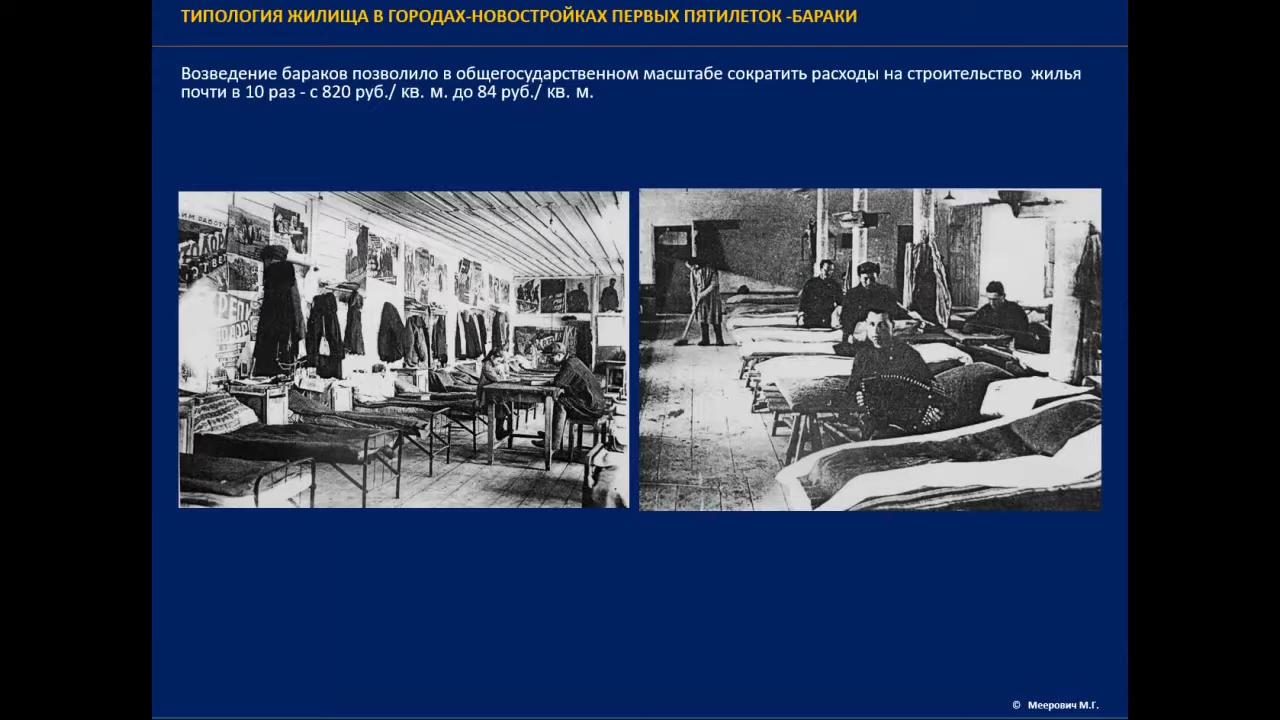 ТИПОЛОГИЯ ЖИЛИЩА В ГОРОДАХ-НОВОСТРОЙКАХ ПЕРВЫХ ПЯТИЛЕТОК -БАРАКИ
Возведение бараков позволило в общегосударственном масштабе сократить расходы на строительство жилья
почти в 10 раз - с 820 руб./ кв. м. до 84 руб./ кв. м.
© Меерович М.Г.